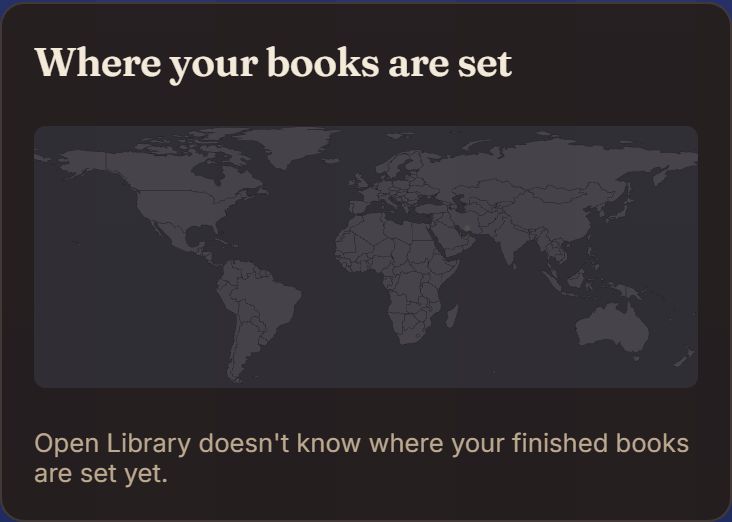 Where your books are set
Open Library doesn't know where your finished books
are set yet.